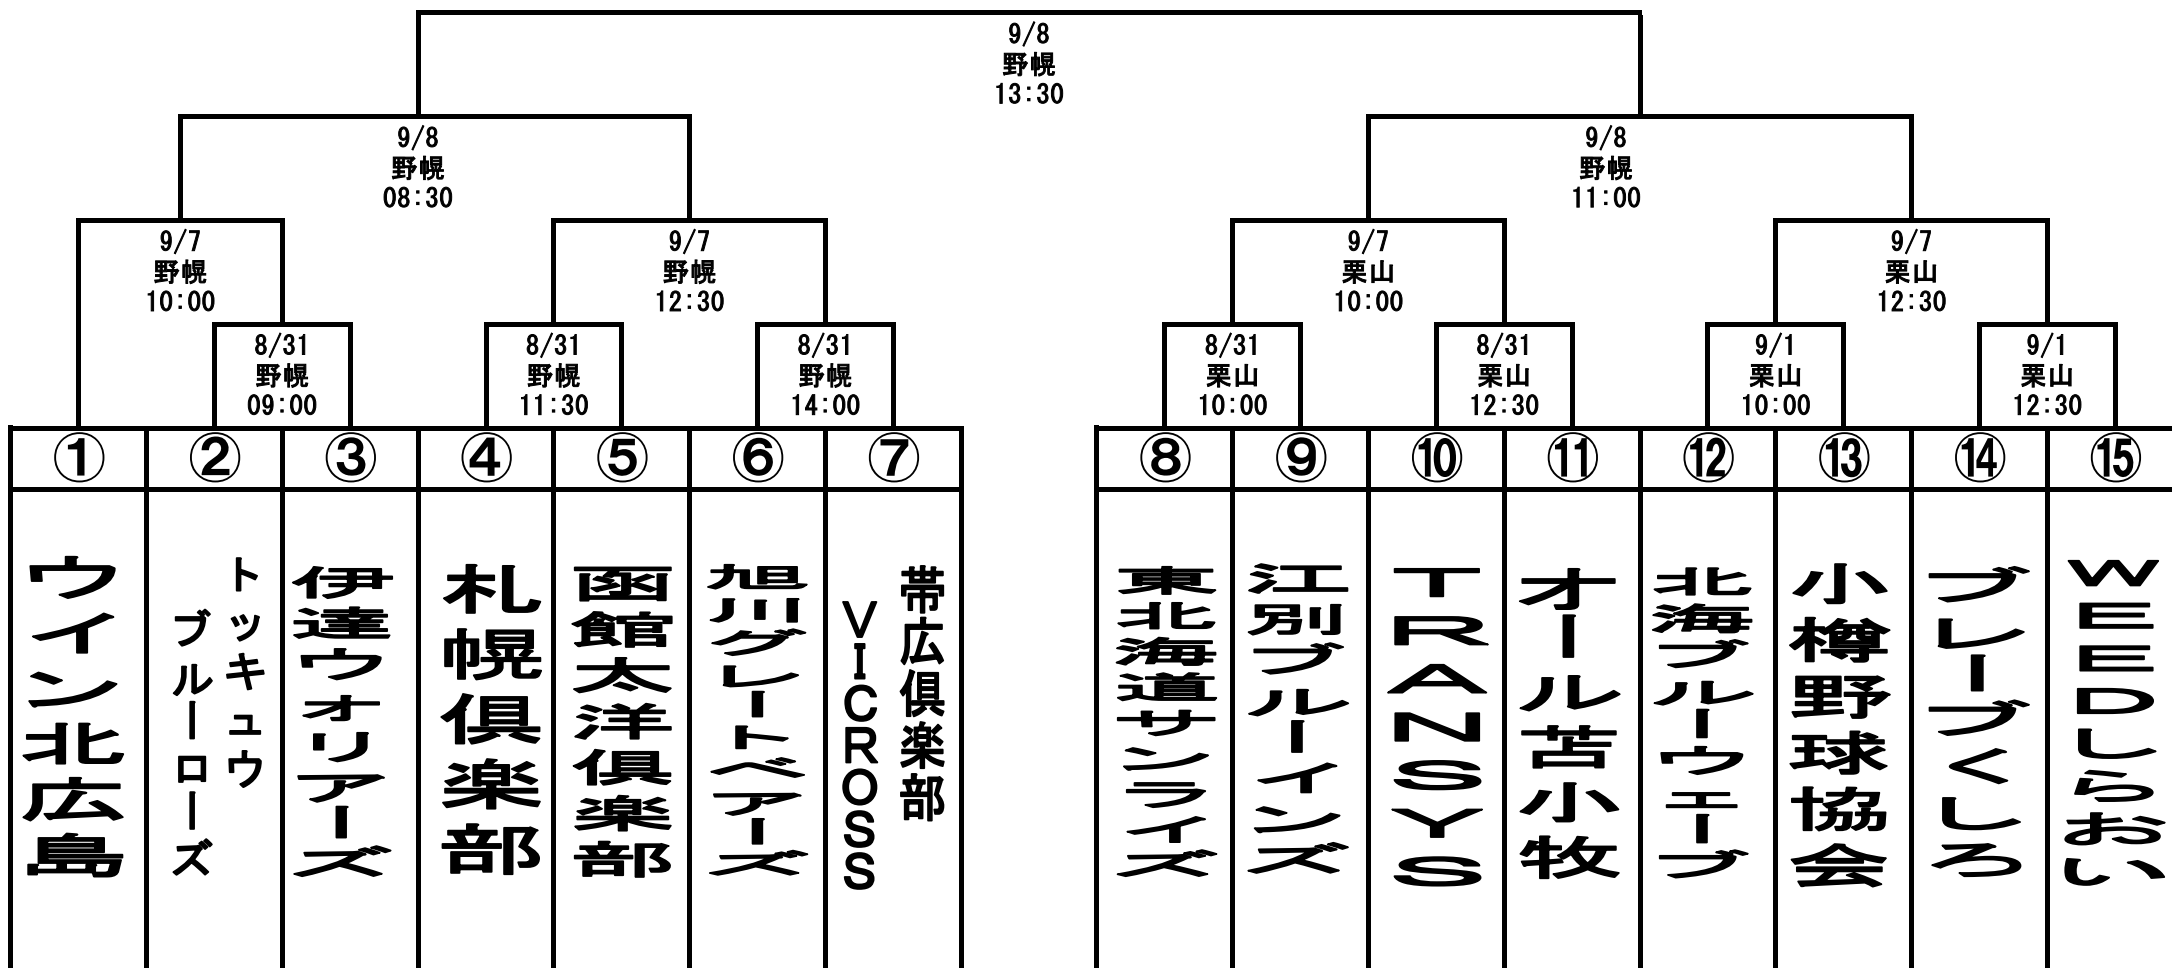 9/8
野幌
13:30
9/8
野幌
08:30
9/8
野幌
11:00
9/7
野幌
10:00
9/7
野幌
12:30
9/7
栗山
10:00
9/7
栗山
12:30
8/31
野幌
09:00
8/31
野幌
11:30
8/31
野幌
14:00
8/31
栗山
10:00
8/31
栗山
12:30
9/1
栗山
10:00
9/1
栗山
12:30
①
②
③
④
⑤
⑥
⑦
⑧
⑨
⑩
⑪
⑫
⑬
⑭
⑮
ウイン北広島
トッキュウ
ブルーローズ
伊達ウオリアーズ
札幌倶楽部
函館太洋倶楽部
旭川グレートベアーズ
帯広倶楽部
VICROSS
東北海道サンライズ
江別ブルーインズ
TRANSYS
オール苫小牧
北海ブルーウエーブ
小樽野球協会
ブレーブくしろ
WEEDしらおい